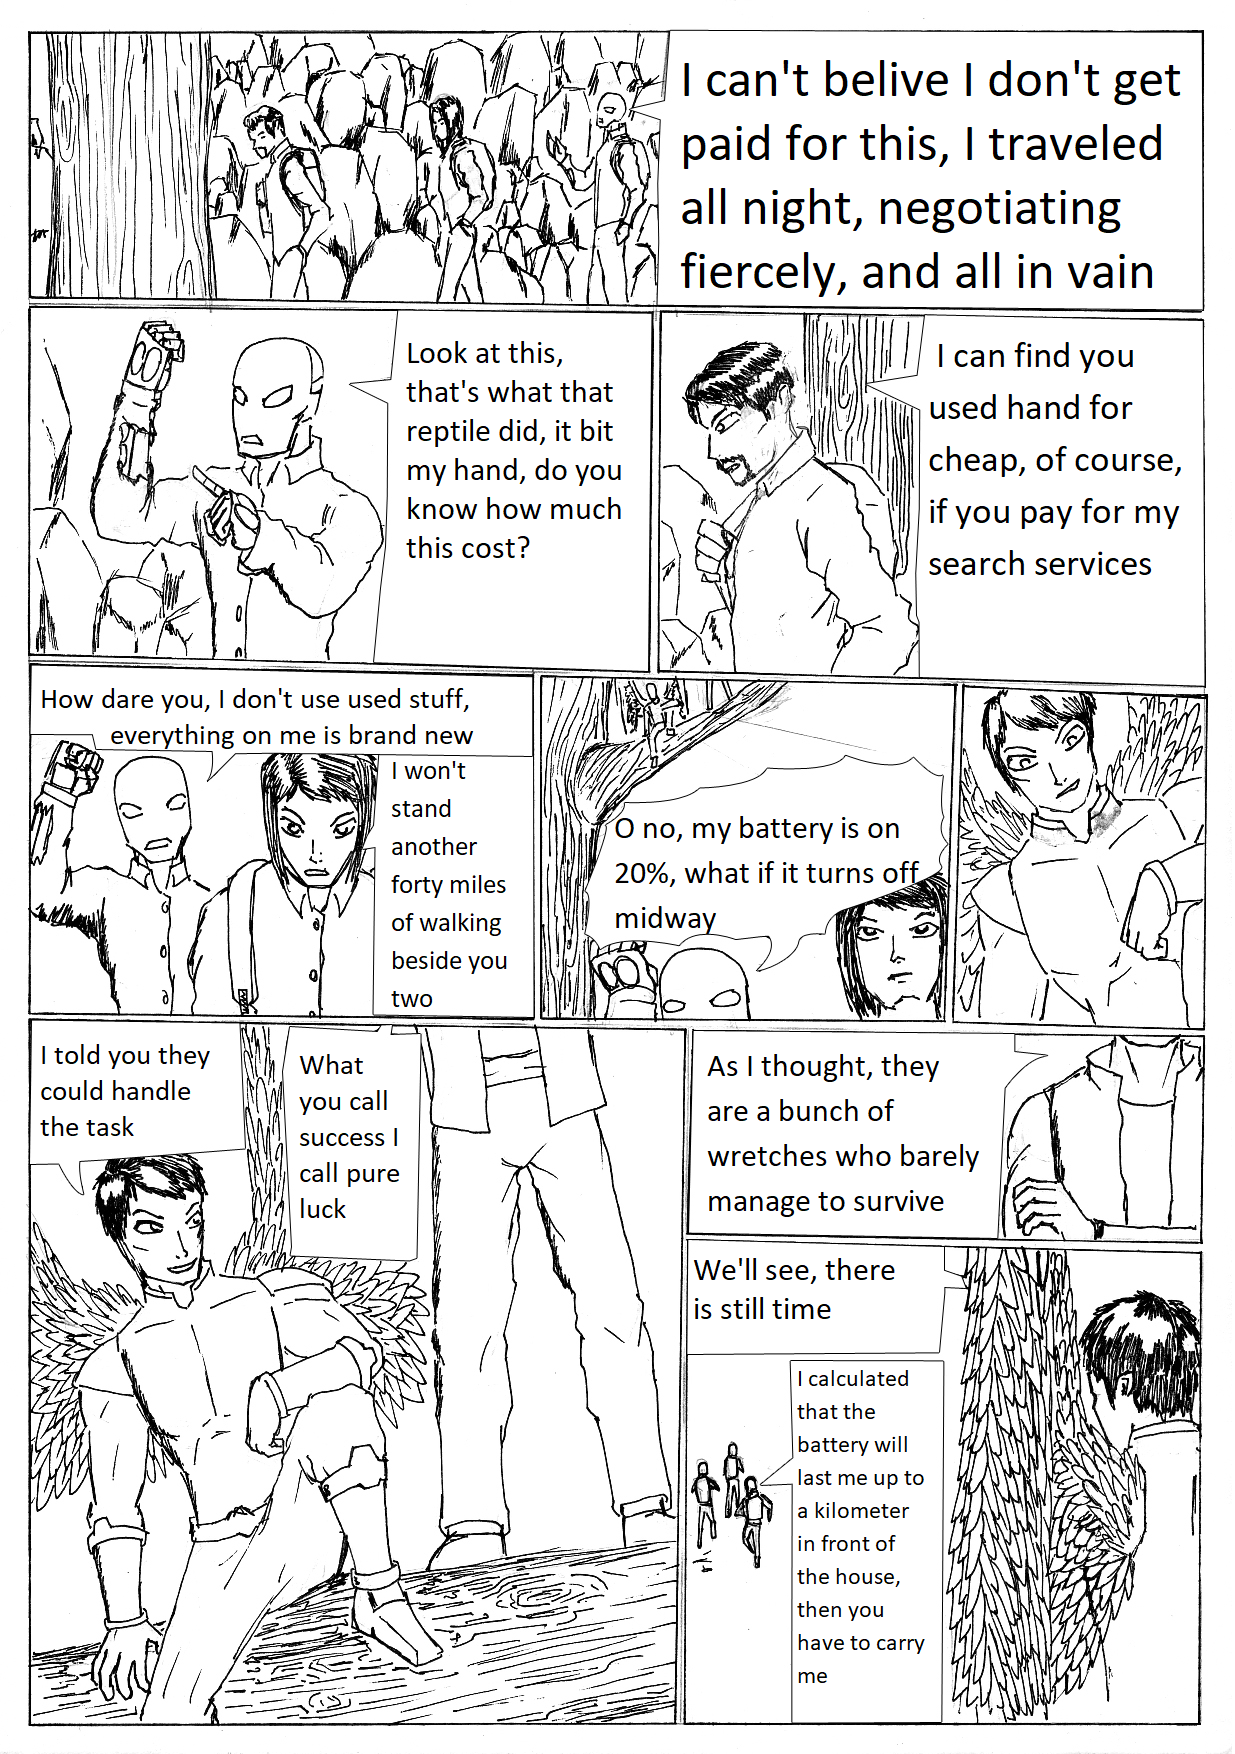 I can't belive I don't get
paid for this, I traveled
all night, negotiating
fiercely, and all in vain
Look at this,
that's what that
reptile did, it bit
my hand, do you
know how much
this cost?
I can find you
used hand for
cheap, of course,
if you pay for my
search services
How dare you, I don't use used stuff,
everything on me is brand new
I won't
stand
another
forty miles
of walking
beside you
two
O no, my battery is on
20%, what if it turns off
midway
I told you they
could handle
the task
What
you call
success I
call pure
luck
As I thought, they
are a bunch of
wretches who barely
manage to survive
We'll see, there
is still time
I calculated
that the
battery will
last me up to
a kilometer
in front of
the house,
then you
have to carry
me